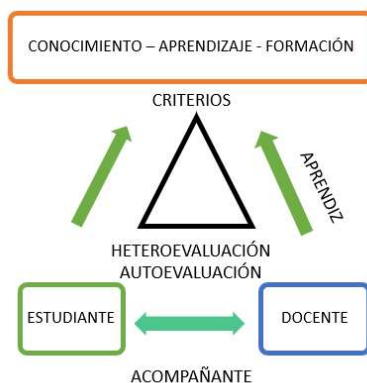 CONOCIMIENTO – APRENDIZAJE - FORMACIÓN
CRITERIOS
APRENDIZ
HETEROEVALUACIÓN
AUTOEVALUACIÓN
ESTUDIANTE
DOCENTE
ACOMPAÑANTE